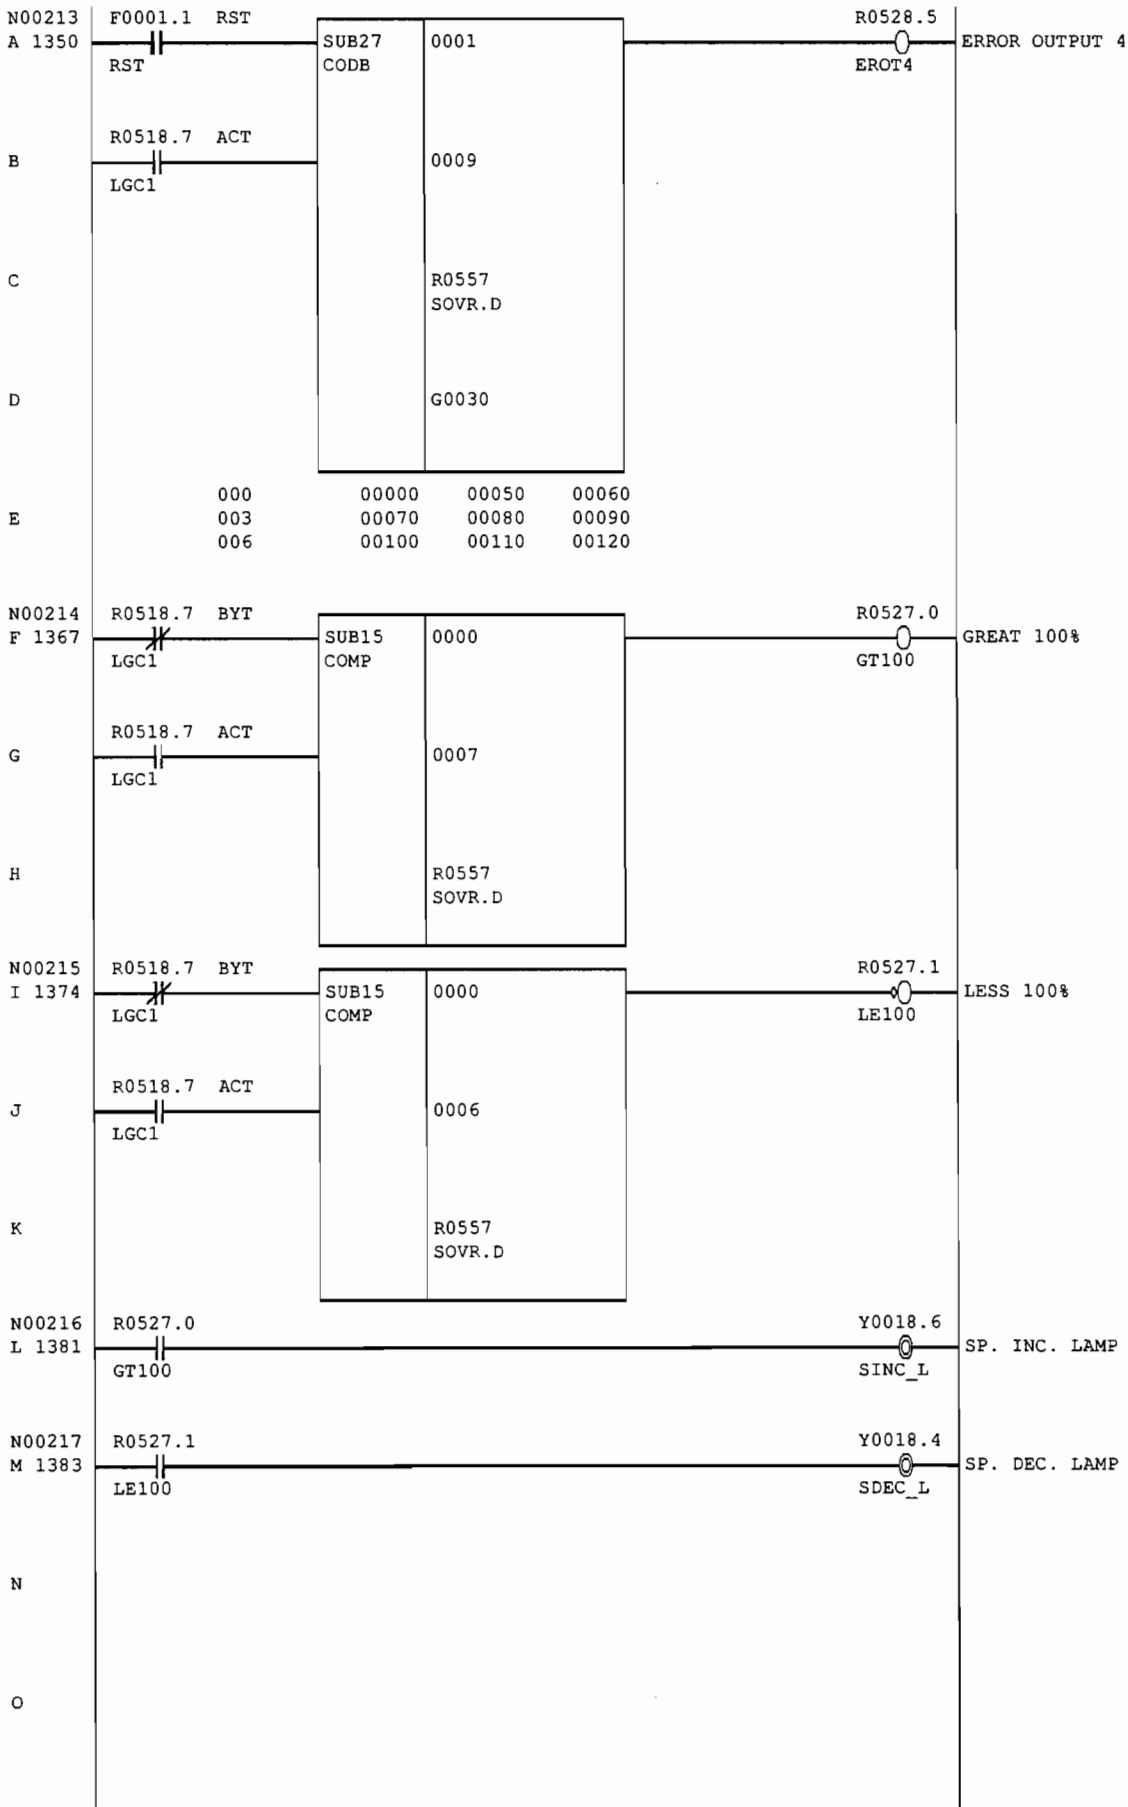 N00213 F0001.1 RST R0528.5
A 1350 SUB27 0001 ERROR OUTPUT 4
RST CODB EROT4
R0518.7 ACT
B 0009
LGC1
C R0557
SOVR.D
D G0030
000 00000 00050 00060
E 003 00070 00080 00090
006 00100 00110 00120
N00214 R0518.7 BYT R0527.0
F 1367 SUB15 0000 GREAT 100%
LGC1 COMP GT100
R0518.7 ACT
G 0007
LGC1
H R0557
SOVR.D
N00215 R0518.7 BYT R0527.1
I 1374 SUB15 0000 LESS 100%
LGC1 COMP LE100
R0518.7 ACT
J 0006
LGC1
K R0557
SOVR.D
N00216 R0527.0 Y0018.6
L 1381 SP. INC. LAMP
GT100 SINC_L
N00217 R0527.1 Y0018.4
M 1383 SP. DEC. LAMP
LE100 SDEC_L
N
O